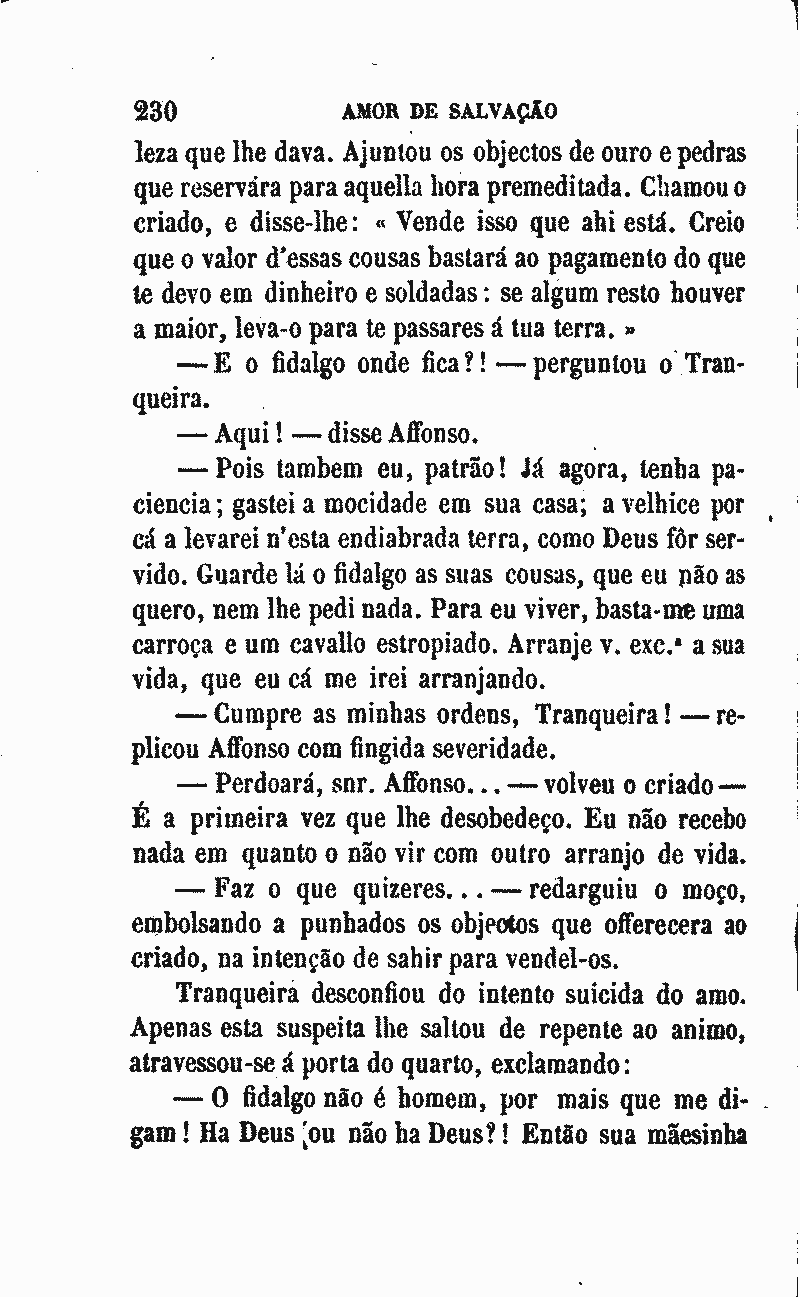 230 AMOR DE SALVAÇÃO
leza que lhe dava. Ajuntou os objectos de ouro e pedras
que reservára para aquella hora premeditada. Chamou o
criado, e disse-lhe: « Vende isso que ahi está. Creio
que o valor d'essas cousas bastará ao pagamento do que
te devo em dinheiro e soldadas: se algum resto houver
a maior, leva-o para te passares á tua terra. »
— E o fidalgo onde fica?! — perguntou o Tran-
queira.
— Aqui! — disse Affonso.
— Pois tambem eu, patrão! Já agora, tenha pa-
ciencia; gastei a mocidade em sua casa; a velhice por
cá a levarei n'esta endiabrada terra, como Deus fôr ser-
vido. Guarde lá o fidalgo as suas cousas, que eu não as
quero, nem lhe pedi nada. Para eu viver, basta-me uma
carroça e um cavallo estropiado. Arranje v. exc.ª a sua
vida, que eu cá me irei arranjando.
— Cumpre as minhas ordens, Tranqueira! — re-
plicou Affonso com fingida severidade.
— Perdoará, snr. Affonso... — volveu o criado —
É a primeira vez que lhe desobedeço. Eu não recebo
nada em quanto o não vir com outro arranjo de vida.
— Faz o que quizeres... — redarguiu o moço,
embolsando a punhados os objectos que offerecera ao
criado, na intenção de sahir para vendel-os.
Tranqueira desconfiou do intento suicida do amo.
Apenas esta suspeita lhe saltou de repente ao animo,
atravessou-se á porta do quarto, exclamando:
— O fidalgo não é homem, por mais que me di-
gam! Ha Deus ou não ha Deus?! Então sua mãesinha